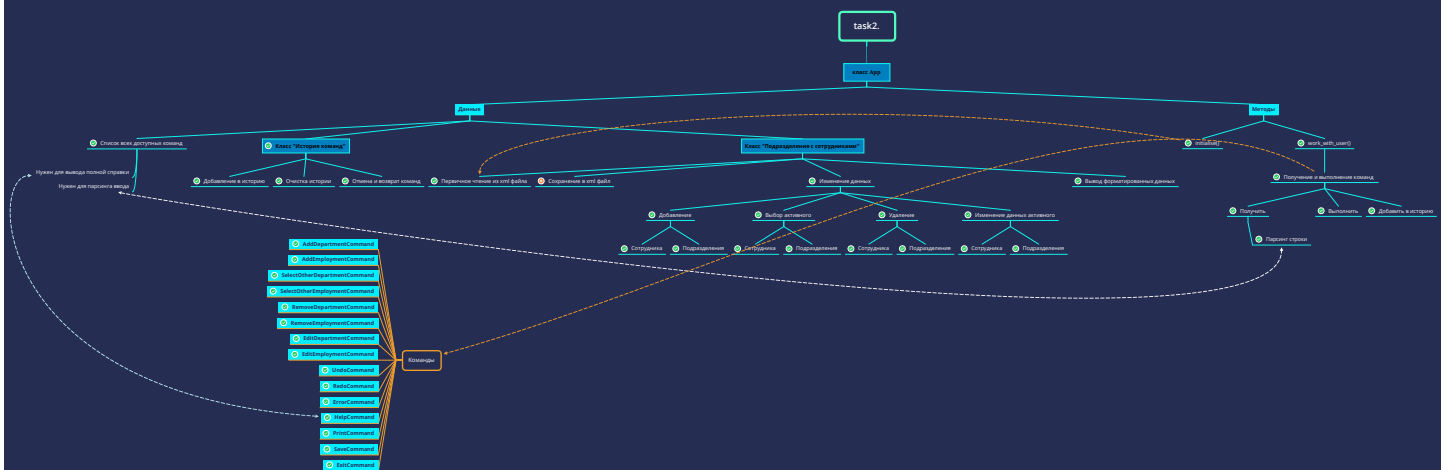 task2.
класс App
Данные
Методы
Список всех доступных команд
Класс "История команд"
Класс "Подразделения с сотрудниками"
initialise()
work_with_user()
Нужен для вывода полной справки
Нужен для парсинга ввода
Добавление в историю
Очистка истории
Отмена и возврат команд
Первичное чтение из xml файла
Сохранение в xml файл
Изменение данных
Вывод форматированных данных
Получение и выполнение команд
Добавление
Выбор активного
Удаление
Изменение данных активного
Получить
Выполнить
Добавить в историю
Сотрудника
Подразделения
Сотрудника
Подразделения
Сотрудника
Подразделения
Сотрудника
Подразделения
Парсинг строки
AddDepartmentCommand
AddEmploymentCommand
SelectOtherDepartmentCommand
SelectOtherEmploymentCommand
RemoveDepartmentCommand
RemoveEmploymentCommand
EditDepartmentCommand
EditEmploymentCommand
Команды
UndoCommand
RedoCommand
ErrorCommand
HelpCommand
PrintCommand
SaveCommand
ExitCommand